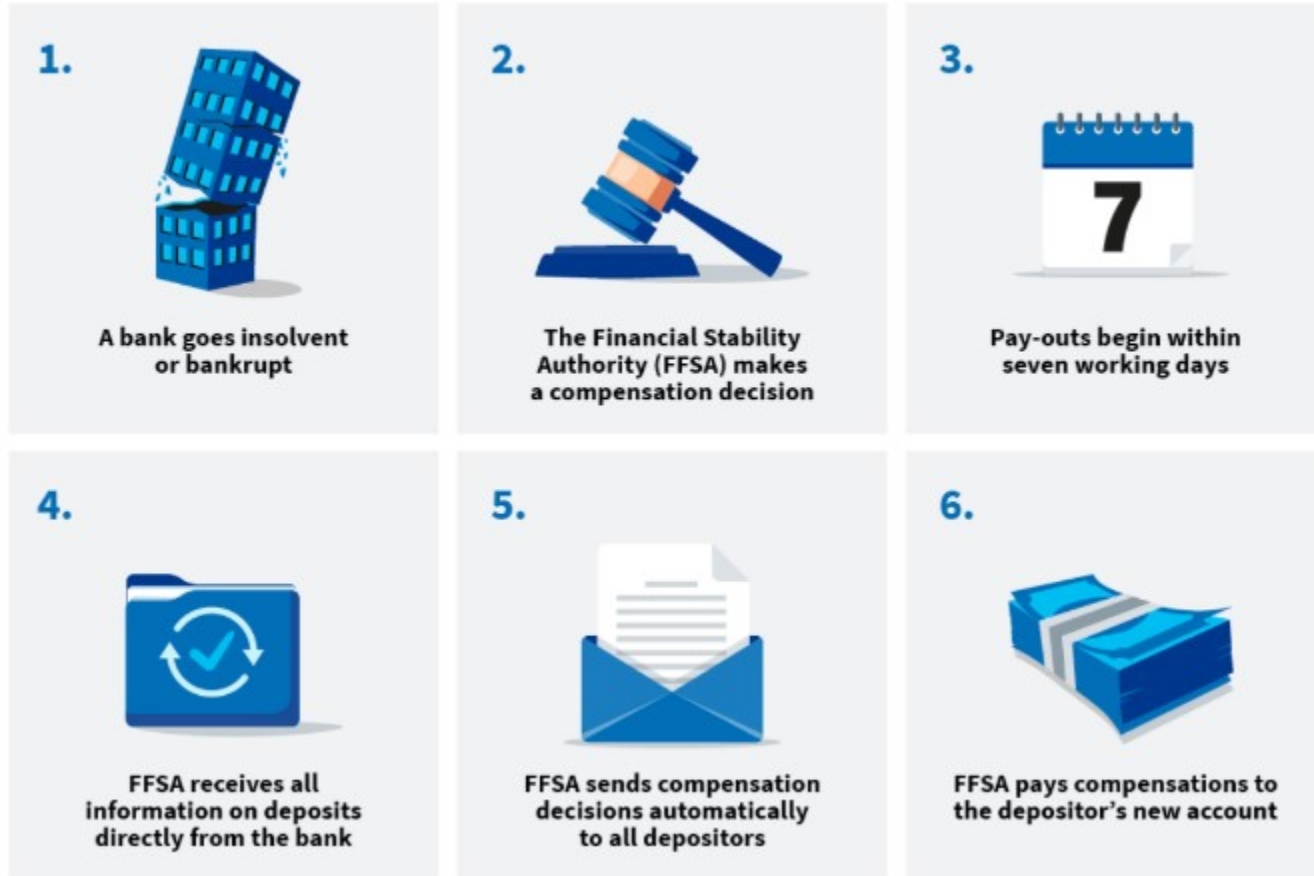 1.
A bank goes insolvent
or bankrupt
2.
The Financial Stability
Authority (FFSA) makes
a compensation decision
3.
7
Pay-outs begin within
seven working days
4.
FFSA receives all
information on deposits
directly from the bank
5.
FFSA sends compensation
decisions automatically
to all depositors
6.
FFSA pays compensations to
the depositor’s new account